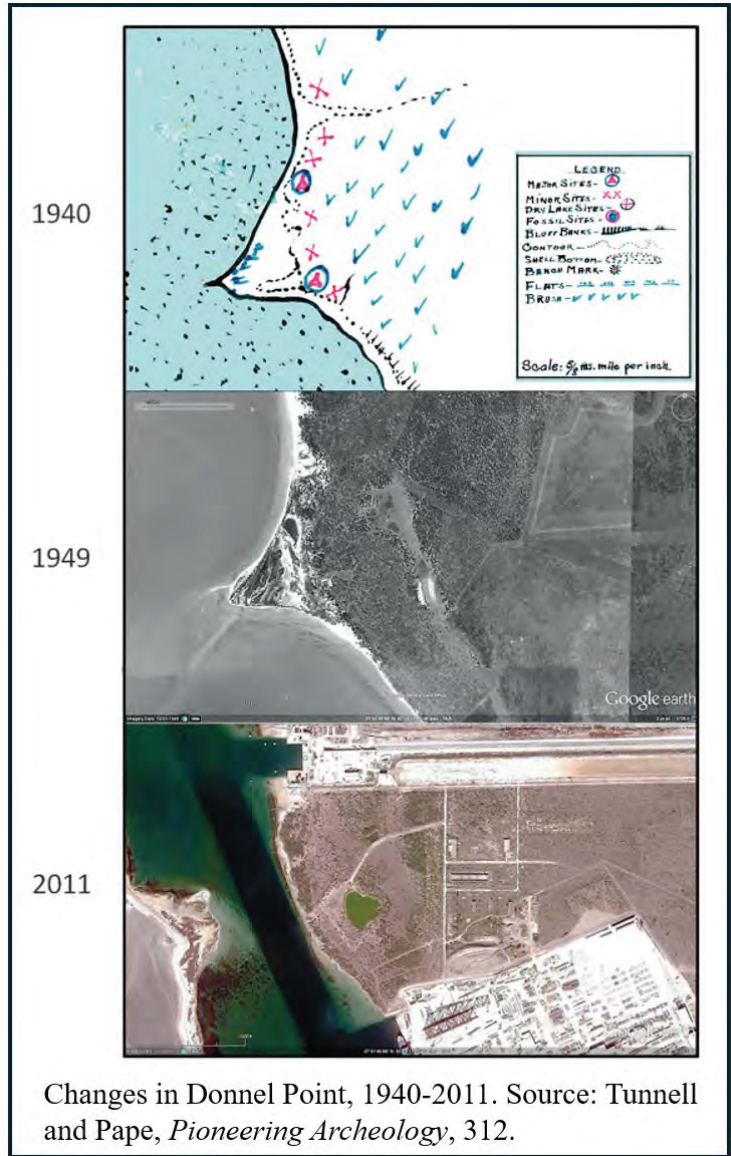 1940
LEGEND
MAJOR SITES-
MINOR SITES- XX
DRY LAKE SITES-
FOSSIL SITES-
BLUFF BANKS-
CONTOUR-
SHELL BOTTOM-
BENCH MARK-
FLATS-
BRUSH-
Scale: 5/8 ins. mile per inch.
1949
Google earth
2011
Changes in Donnel Point, 1940-2011. Source: Tunnell
and Pape, Pioneering Archeology, 312.